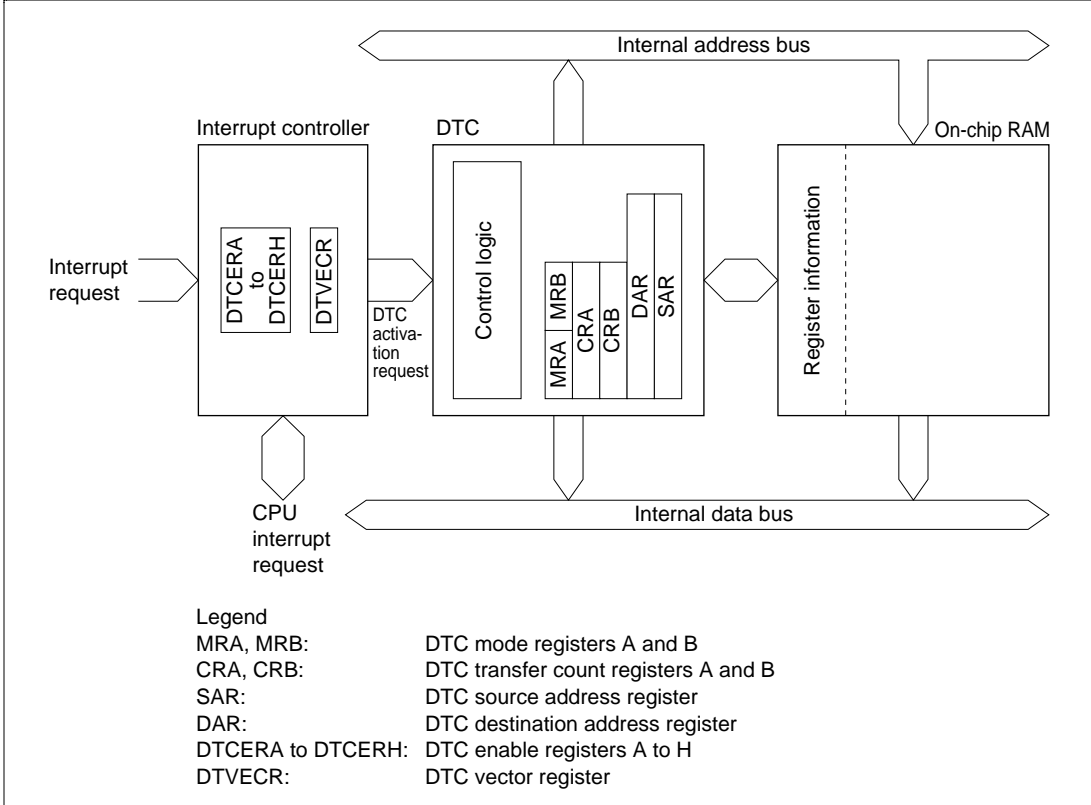 Internal address bus
Interrupt controller
DTC
On-chip RAM
Interrupt
request
DTCERA
to
DTCERH
DTVECR
DTC
activa-
tion
request
Control logic
MRA
MRB
CRA
CRB
DAR
SAR
Register information
CPU
interrupt
request
Internal data bus
Legend
MRA, MRB: DTC mode registers A and B
CRA, CRB: DTC transfer count registers A and B
SAR: DTC source address register
DAR: DTC destination address register
DTCERA to DTCERH: DTC enable registers A to H
DTVECR: DTC vector register